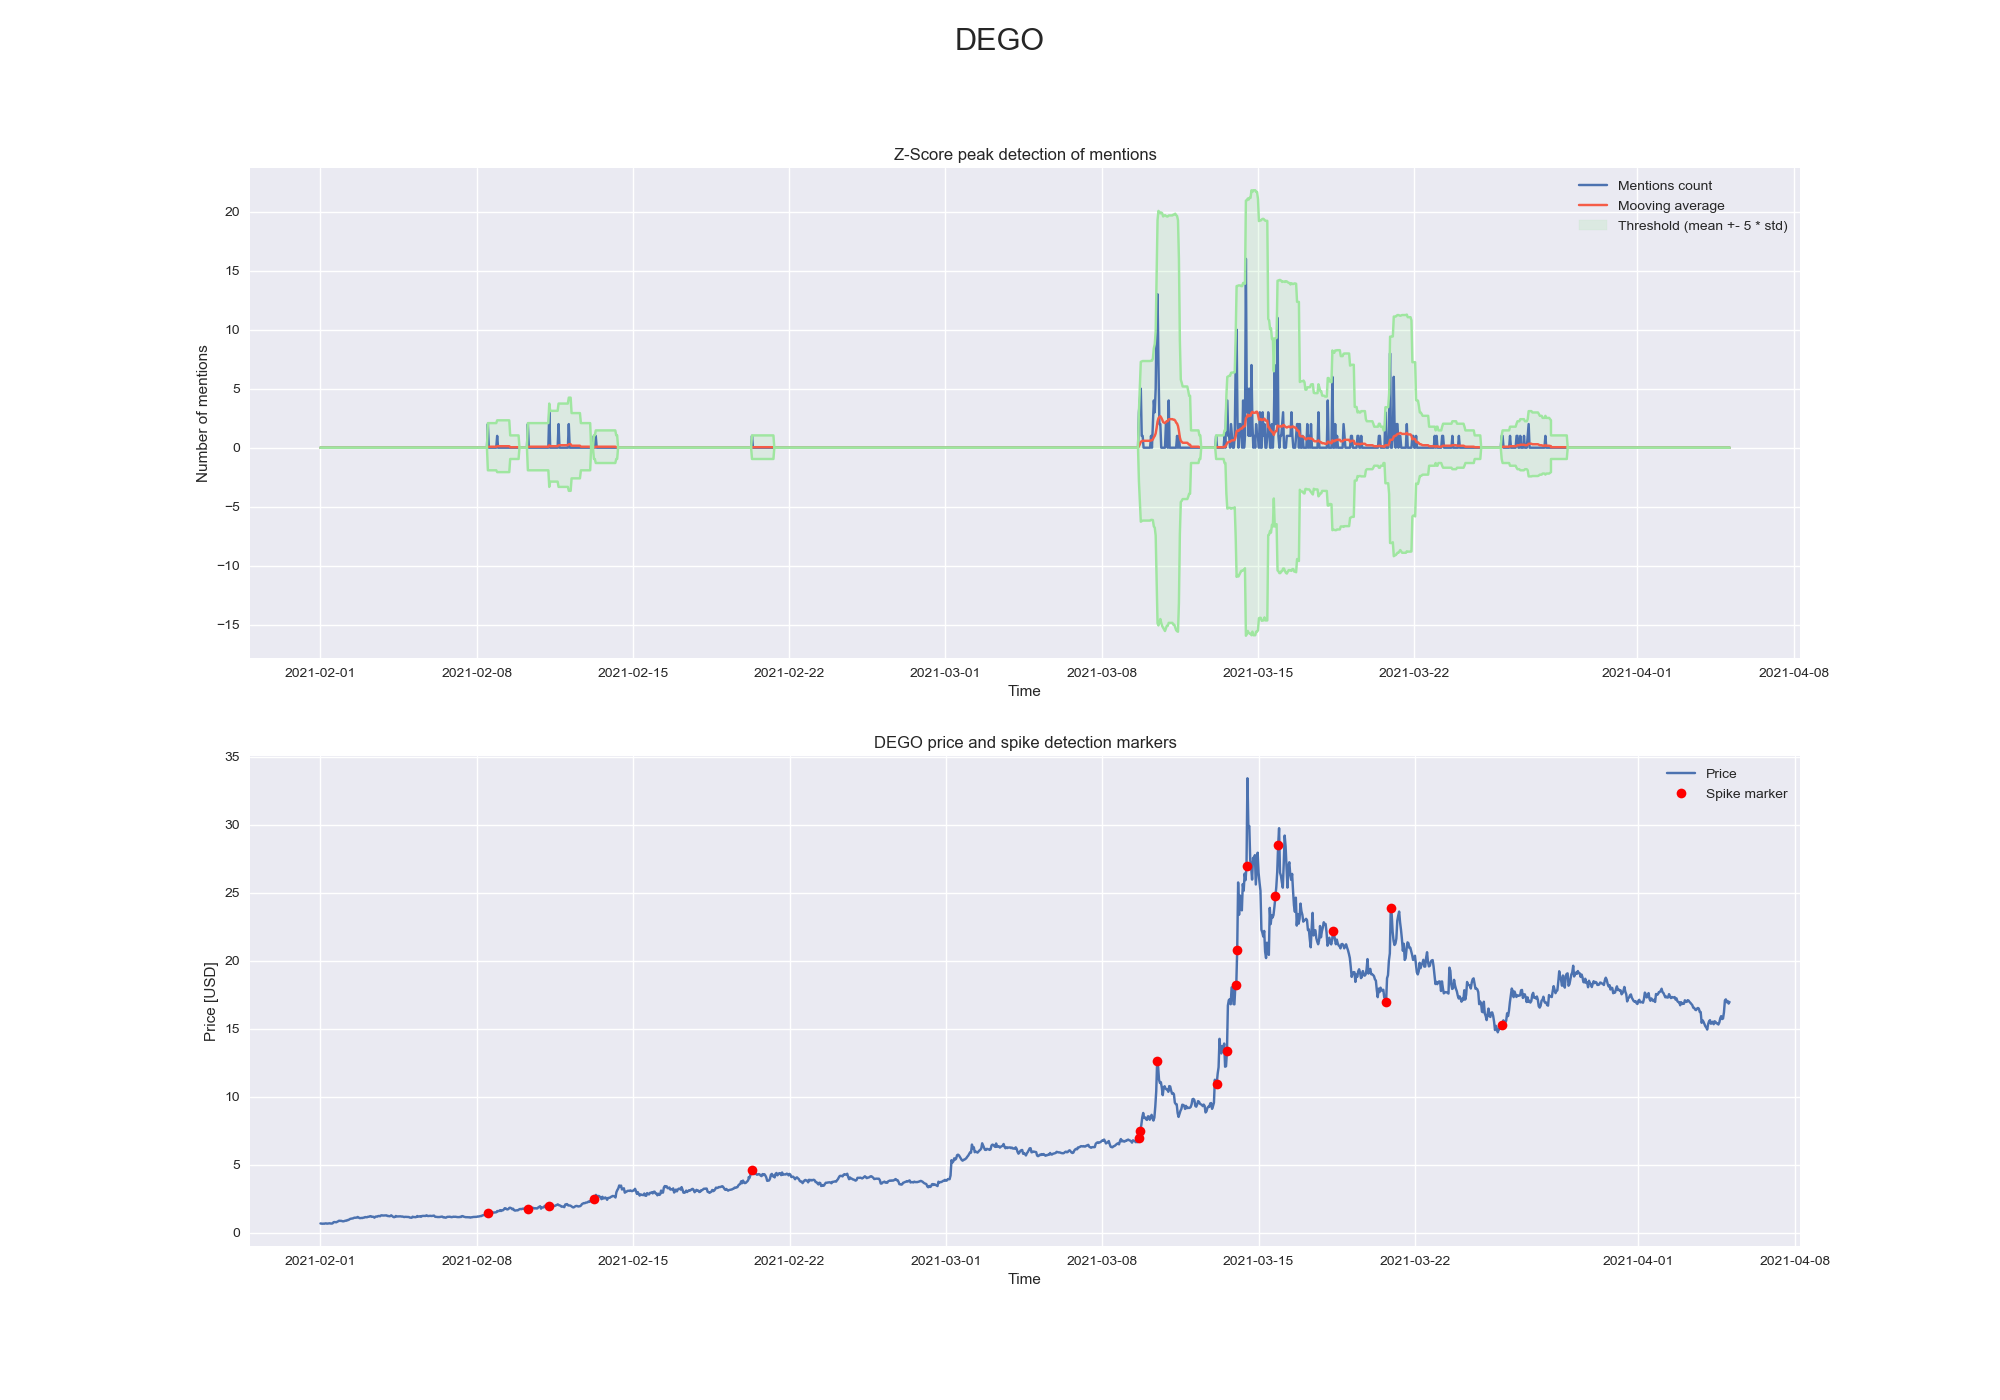 DEGO
Z-Score peak detection of mentions
Mentions count
Mooving average
Threshold (mean +- 5 * std)
Number of mentions
20
15
10
5
0
−5
−10
−15
2021-02-01 2021-02-08 2021-02-15 2021-02-22 2021-03-01 2021-03-08 2021-03-15 2021-03-22 2021-04-01 2021-04-08
Time
DEGO price and spike detection markers
Price
Spike marker
Price [USD]
35
30
25
20
15
10
5
0
2021-02-01 2021-02-08 2021-02-15 2021-02-22 2021-03-01 2021-03-08 2021-03-15 2021-03-22 2021-04-01 2021-04-08
Time